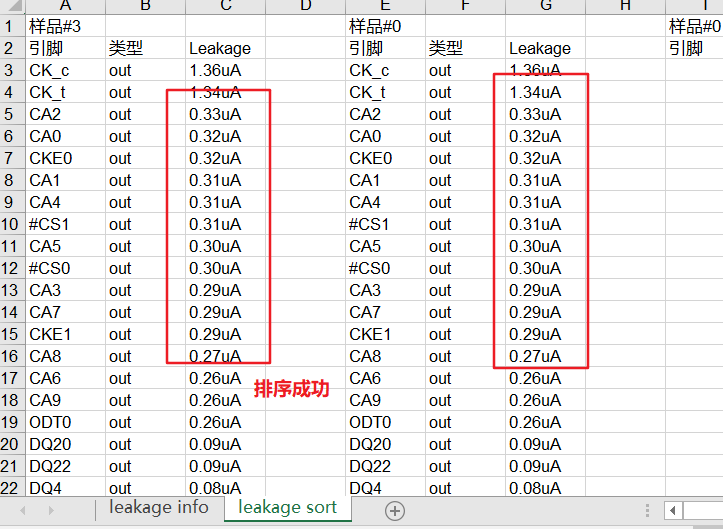 A B C D E F G H I
1 样品#3 样品#0 样品#0
2 引脚 类型 Leakage 引脚 类型 Leakage 引脚
3 CK_c out 1.36uA CK_c out 1.36uA
4 CK_t out 1.34uA CK_t out 1.34uA
5 CA2 out 0.33uA CA2 out 0.33uA
6 CA0 out 0.32uA CA0 out 0.32uA
7 CKE0 out 0.32uA CKE0 out 0.32uA
8 CA1 out 0.31uA CA1 out 0.31uA
9 CA4 out 0.31uA CA4 out 0.31uA
10 #CS1 out 0.31uA #CS1 out 0.31uA
11 CA5 out 0.30uA CA5 out 0.30uA
12 #CS0 out 0.30uA #CS0 out 0.30uA
13 CA3 out 0.29uA CA3 out 0.29uA
14 CA7 out 0.29uA CA7 out 0.29uA
15 CKE1 out 0.29uA CKE1 out 0.29uA
16 CA8 out 0.27uA CA8 out 0.27uA
17 CA6 out 0.26uA CA6 out 0.26uA
排序成功
18 CA9 out 0.26uA CA9 out 0.26uA
19 ODT0 out 0.26uA ODT0 out 0.26uA
20 DQ20 out 0.09uA DQ20 out 0.09uA
21 DQ22 out 0.09uA DQ22 out 0.09uA
22 DQ4 out 0.08uA DQ4 out 0.08uA
leakage info leakage sort